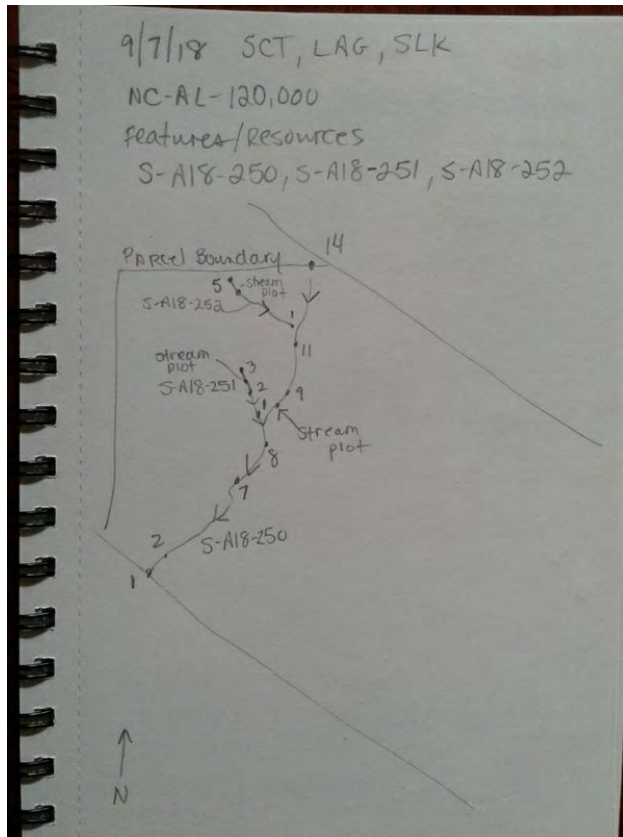 9/7/18 SCT, LAG, SLK
NC-AL-120,000
Features/Resources
S-A18-250, S-A18-251, S-A18-252
14
Parcel Boundary
5
stream
plot
S-A18-252
1
11
stream
plot
3
S-A18-251
2
1
9
stream
plot
8
7
S-A18-250
2
1
N